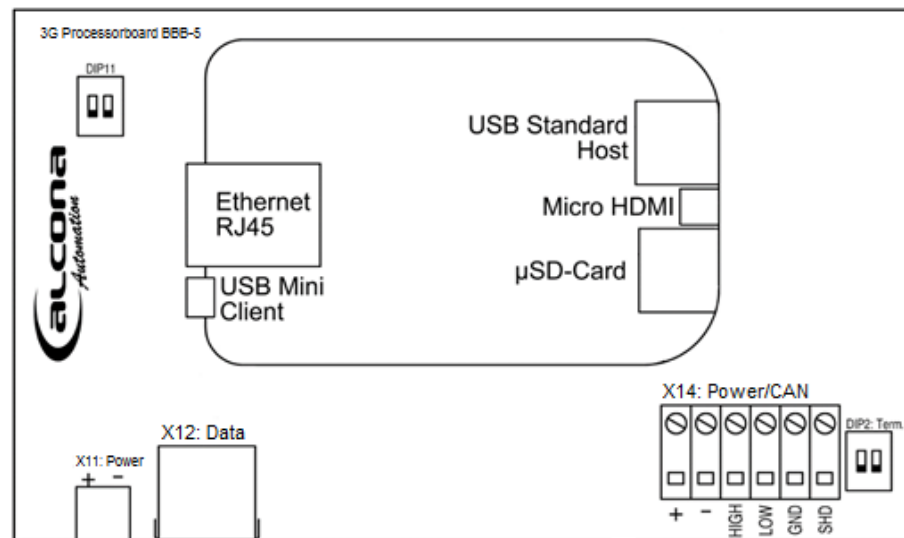 3G Processorboard BBB-5
DIP11
alcona
Automation
Ethernet
RJ45
USB Mini
Client
USB Standard
Host
Micro HDMI
µSD-Card
X14: Power/CAN
DIP2: Term.
+ - HIGH LOW GND SHD
X12: Data
X11: Power
+ -